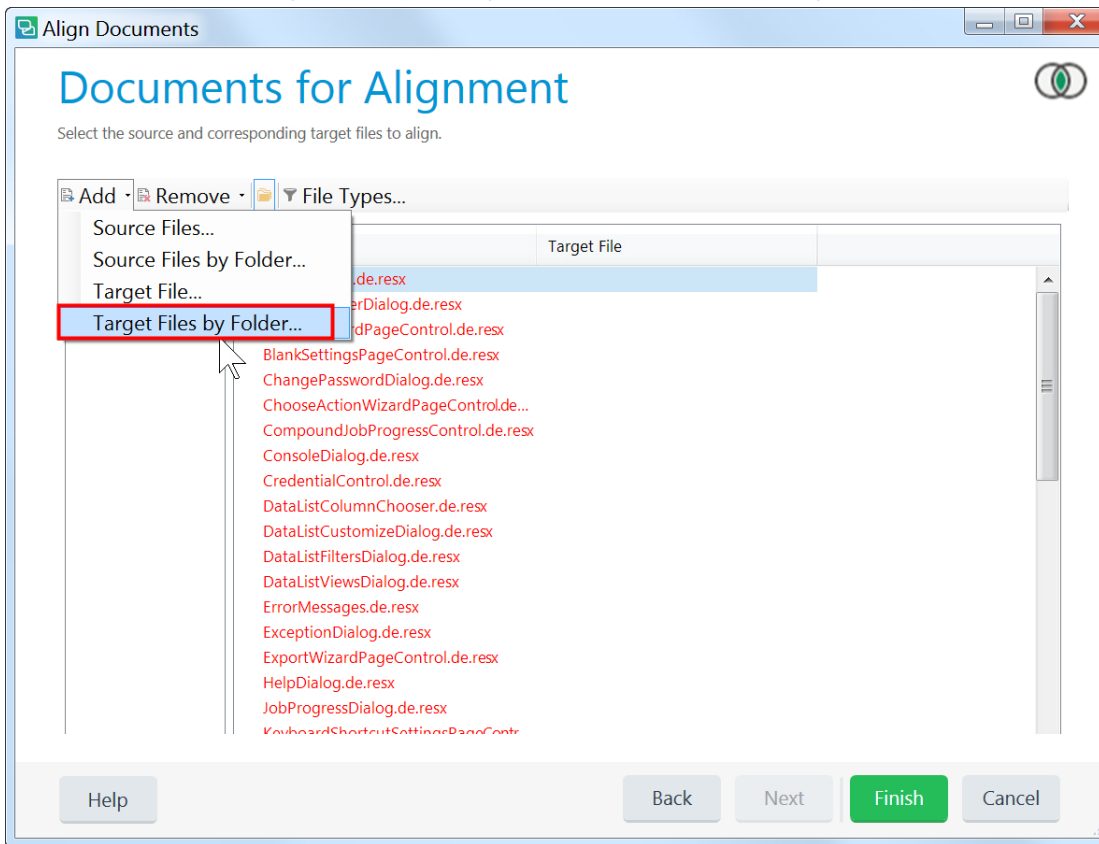 Align Documents
Documents for Alignment
Select the source and corresponding target files to align.
Add Remove File Types...
Source Files...
Source Files by Folder...
Target File...
Target Files by Folder...
Target File
.de.resx
erDialog.de.resx
rdPageControl.de.resx
BlankSettingsPageControl.de.resx
ChangePasswordDialog.de.resx
ChooseActionWizardPageControl.de...
CompoundJobProgressControl.de.resx
ConsoleDialog.de.resx
CredentialControl.de.resx
DataListColumnChooser.de.resx
DataListCustomizeDialog.de.resx
DataListFiltersDialog.de.resx
DataListViewsDialog.de.resx
ErrorMessages.de.resx
ExceptionDialog.de.resx
ExportWizardPageControl.de.resx
HelpDialog.de.resx
JobProgressDialog.de.resx
KeyboardShortcutSettingsPageContr
Help Back Next Finish Cancel